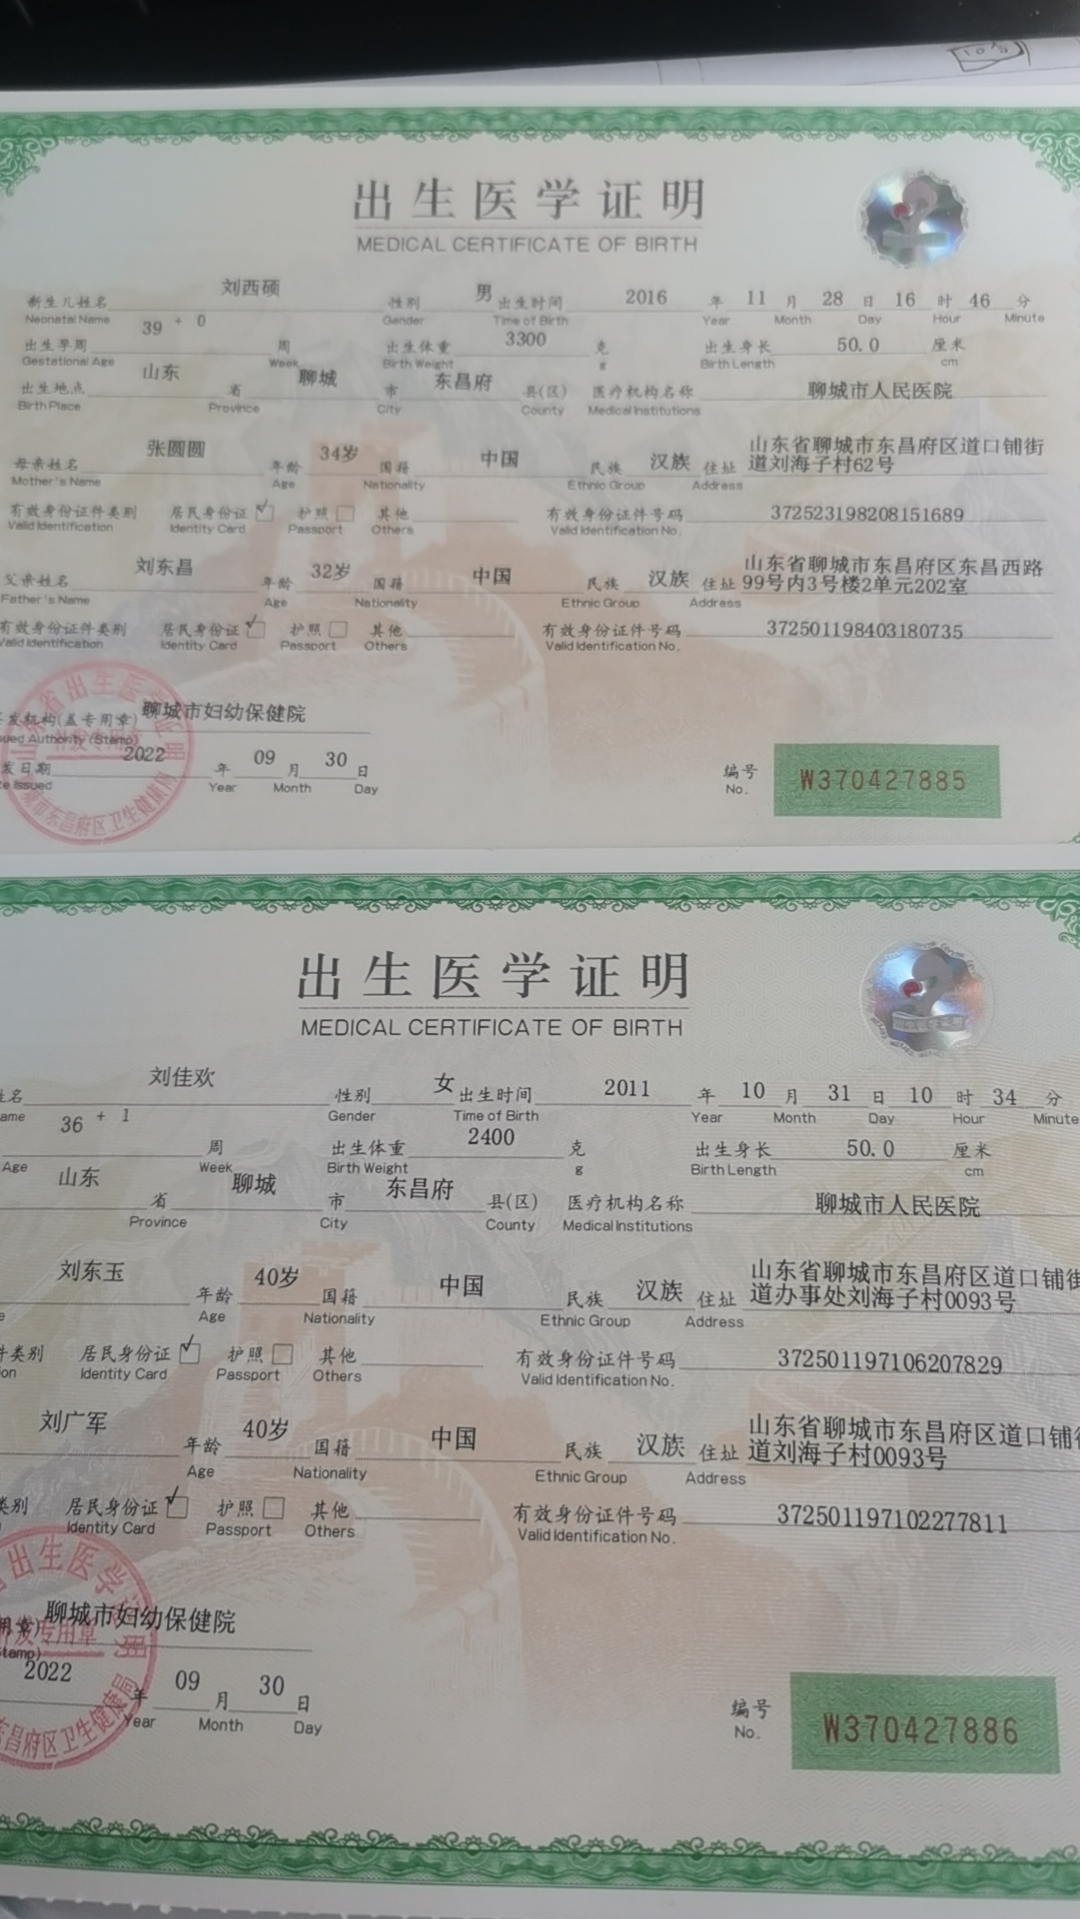 出生医学证明
MEDICAL CERTIFICATE OF BIRTH
新生儿姓名 刘西硕 性别 男 出生时间 2016 年 11 月 28 日 16 时 46 分
Neonatal Name Gender Time of Birth Year Month Day Hour Minute
出生孕周 39 + 0 周 出生体重 3300 克 出生身长 50.0 厘米
Gestational Age Week Birth Weight g Birth Length cm
出生地点 山东 省 聊城 市 东昌府 县(区) 医疗机构名称 聊城市人民医院
Birth Place Province City County Medical Institutions
母亲姓名 张圆圆 年龄 34岁 国籍 中国 民族 汉族 住址 山东省聊城市东昌府区道口铺街
道刘海子村62号
Mother's Name Age Nationality Ethnic Group Address
有效身份证件类别 居民身份证 ✓ 护照 其他 有效身份证件号码 372523198208151689
Valid Identification Identity Card Passport Others Valid Identification No.
父亲姓名 刘东昌 年龄 32岁 国籍 中国 民族 汉族 住址 山东省聊城市东昌府区东昌西路
99号内3号楼2单元202室
Father's Name Age Nationality Ethnic Group Address
有效身份证件类别 居民身份证 ✓ 护照 其他 有效身份证件号码 372501198403180735
Valid Identification Identity Card Passport Others Valid Identification No.
发机构(盖专用章) 聊城市妇幼保健院
ued Authority (Stamp)
发日期 2022 年 09 月 30 日
te Issued Year Month Day
编号 W370427885
No.
出生医学证明
MEDICAL CERTIFICATE OF BIRTH
姓名 刘佳欢 性别 女 出生时间 2011 年 10 月 31 日 10 时 34 分
ame Gender Time of Birth Year Month Day Hour Minute
36 + 1 周 出生体重 2400 克 出生身长 50.0 厘米
Age Week Birth Weight g Birth Length cm
山东 省 聊城 市 东昌府 县(区) 医疗机构名称 聊城市人民医院
Province City County Medical Institutions
刘东玉 年龄 40岁 国籍 中国 民族 汉族 住址 山东省聊城市东昌府区道口铺街
道办事处刘海子村0093号
e Age Nationality Ethnic Group Address
件类别 居民身份证 ✓ 护照 其他 有效身份证件号码 372501197106207829
ion Identity Card Passport Others Valid Identification No.
刘广军 年龄 40岁 国籍 中国 民族 汉族 住址 山东省聊城市东昌府区道口铺街
道刘海子村0093号
Age Nationality Ethnic Group Address
类别 居民身份证 ✓ 护照 其他 有效身份证件号码 372501197102277811
Identity Card Passport Others Valid Identification No.
用章) 聊城市妇幼保健院
tamp)
2022 年 09 月 30 日
Year Month Day
编号 W370427886
No.